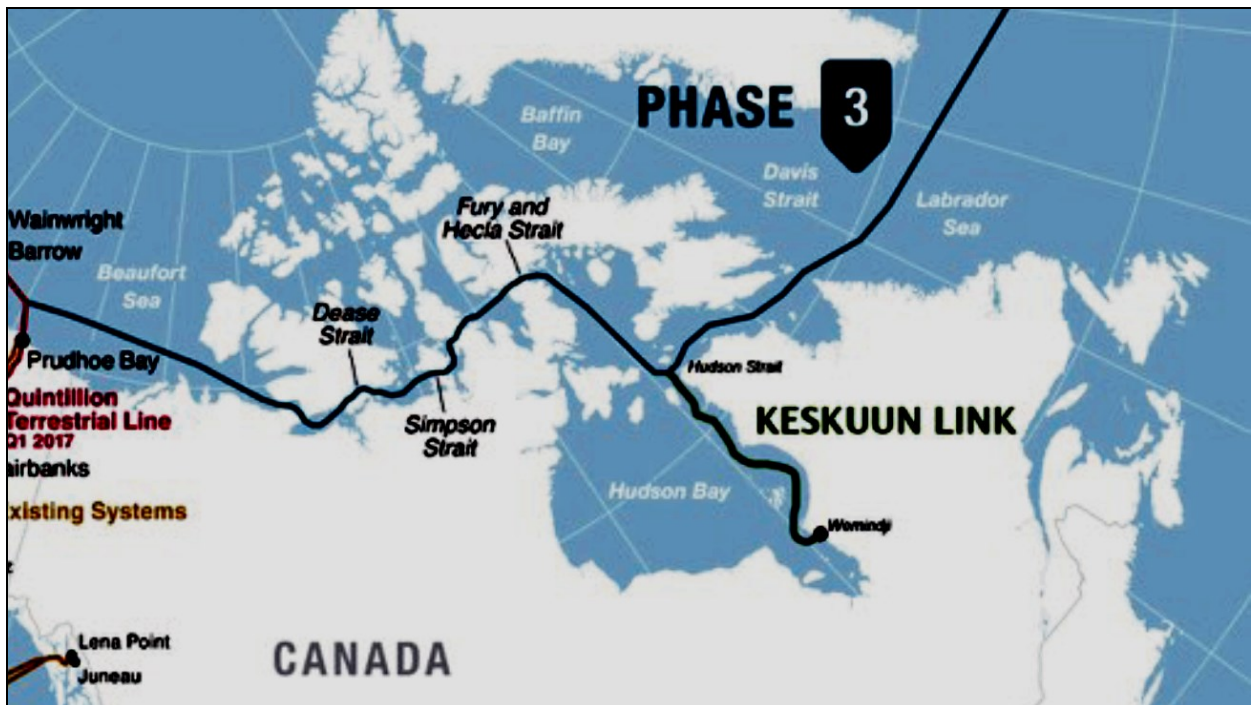 PHASE 3
Baffin
Bay
Davis
Strait
Labrador
Sea
Fury and
Hecla Strait
Wainwright
Barrow
Beaufort
Sea
Dease
Strait
Prudhoe Bay
Hudson Strait
Quintillion
Terrestrial Line
Q1 2017
Simpson
Strait
KESKUUN LINK
airbanks
Hudson Bay
xisting Systems
Wemindji
Lena Point
Juneau
CANADA